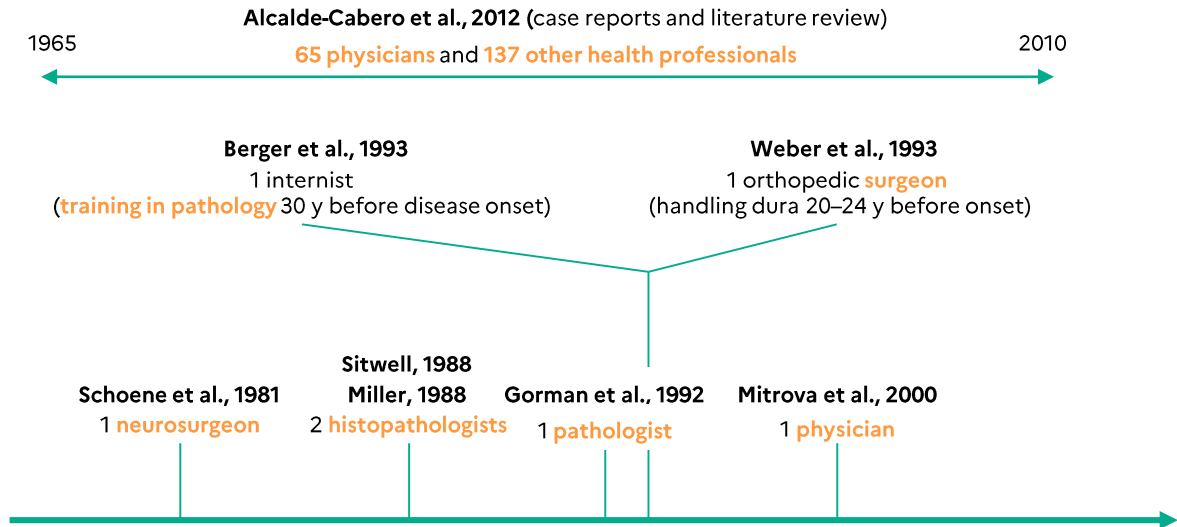 Alcalde-Cabero et al., 2012 (case reports and literature review)
1965
2010
65 physicians and 137 other health professionals
Berger et al., 1993
1 internist
(training in pathology 30 y before disease onset)
Weber et al., 1993
1 orthopedic surgeon
(handling dura 20–24 y before onset)
Schoene et al., 1981
1 neurosurgeon
Sitwell, 1988
Miller, 1988
2 histopathologists
Gorman et al., 1992
1 pathologist
Mitrova et al., 2000
1 physician